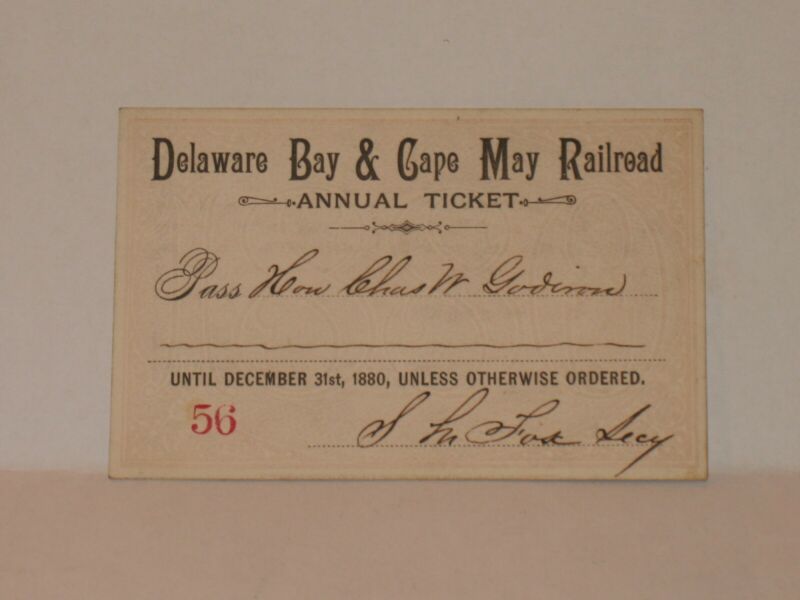 Delaware Bay & Cape May Railroad
ANNUAL TICKET
Pass Hon Chas W Godiron
UNTIL DECEMBER 31st, 1880, UNLESS OTHERWISE ORDERED.
56
S M Fox Secy